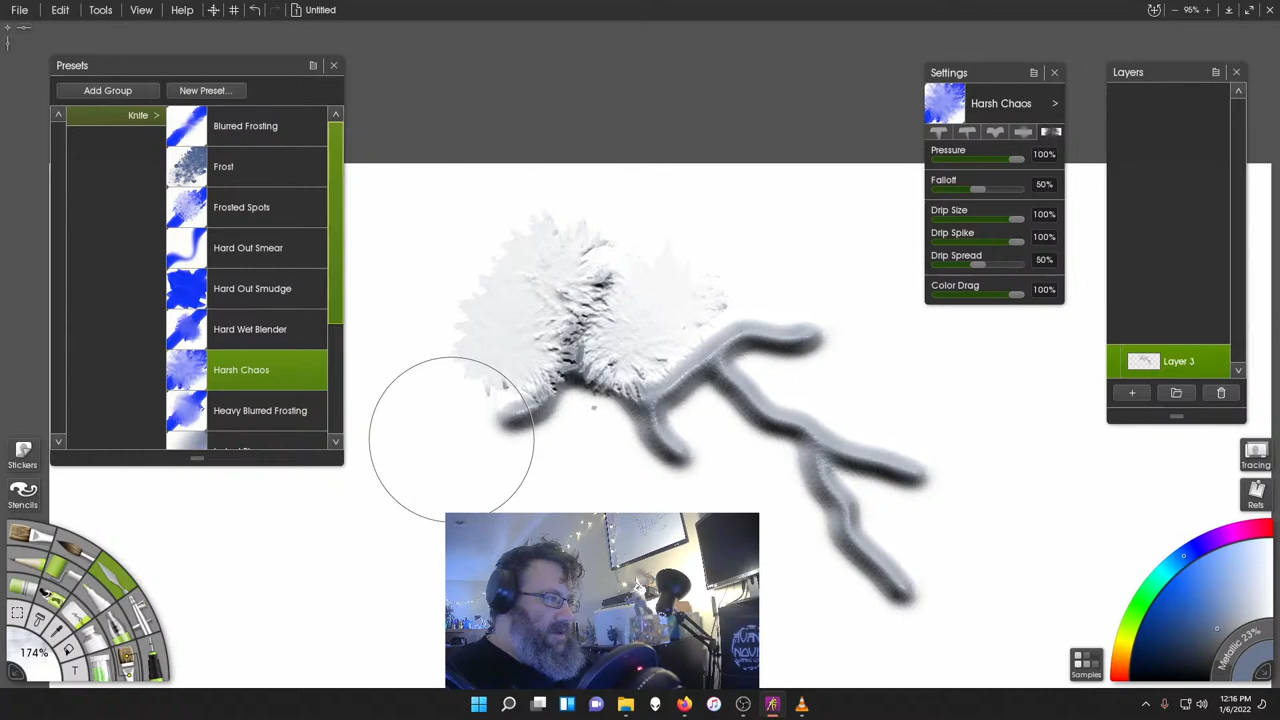 File Edit Tools View Help Untitled 95%
Presets
Add Group New Preset...
Knife >
Blurred Frosting
Frost
Frosted Spots
Hard Out Smear
Hard Out Smudge
Hard Wet Blender
Harsh Chaos
Heavy Blurred Frosting
Stickers
Stencils
174%
T
Settings
Harsh Chaos >
Pressure 100%
Falloff 50%
Drip Size 100%
Drip Spike 100%
Drip Spread 50%
Color Drag 100%
Layers
Layer 3
Tracing
Refs
Samples
Metallic 23%
12:16 PM
1/6/2022